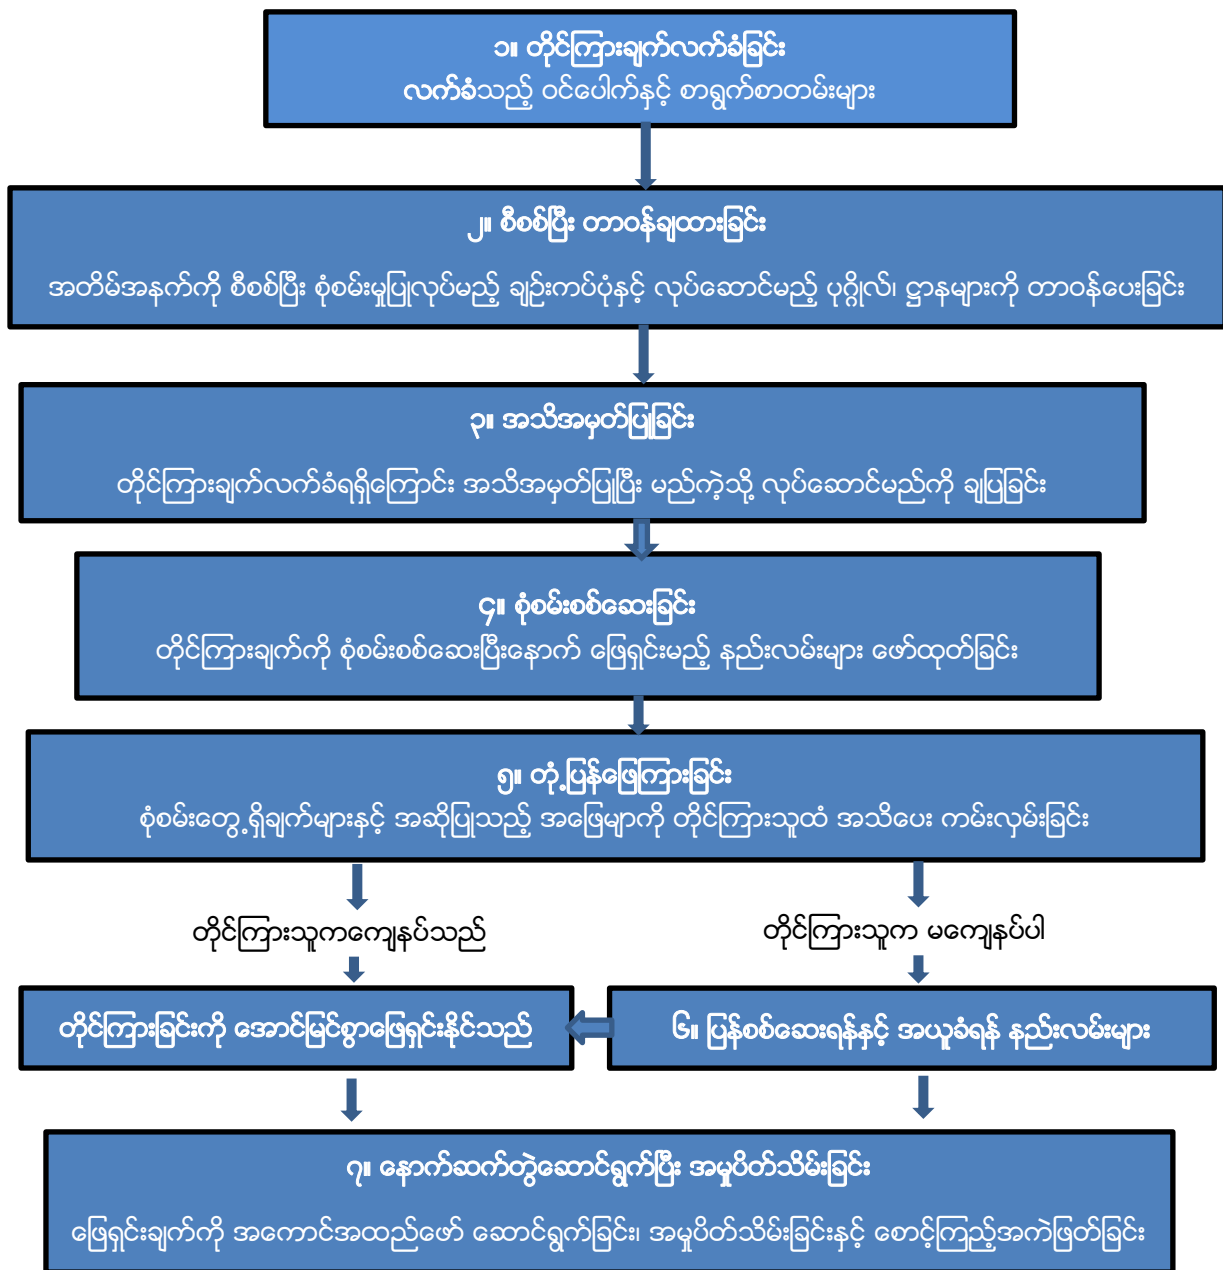 ၁။ တိုင်ကြားချက်လက်ခံခြင်း
လက်ခံသည့် ဝင်ပေါက်နှင့် စာရွက်စာတမ်းများ
၂။ စီစစ်ပြီး တာဝန်ချထားခြင်း
အတိမ်အနက်ကို စီစစ်ပြီး စုံစမ်းမှုပြုလုပ်မည့် ချဉ်းကပ်ပုံနှင့် လုပ်ဆောင်မည့် ပုဂ္ဂိုလ်၊ ဋ္ဌာနများကို တာဝန်ပေးခြင်း
၃။ အသိအမှတ်ပြုခြင်း
တိုင်ကြားချက်လက်ခံရရှိကြောင်း အသိအမှတ်ပြုပြီး မည်ကဲ့သို့ လုပ်ဆောင်မည်ကို ချပြခြင်း
၄။ စုံစမ်းစစ်ဆေးခြင်း
တိုင်ကြားချက်ကို စုံစမ်းစစ်ဆေးပြီးနောက် ဖြေရှင်းမည့် နည်းလမ်းများ ဖော်ထုတ်ခြင်း
၅။ တုံ့ပြန်ဖြေကြားခြင်း
စုံစမ်းတွေ့ရှိချက်များနှင့် အဆိုပြုသည့် အဖြေမျာကို တိုင်ကြားသူထံ အသိပေး ကမ်းလှမ်းခြင်း
တိုင်ကြားသူကကျေနပ်သည်
တိုင်ကြားသူက မကျေနပ်ပါ
တိုင်ကြားခြင်းကို အောင်မြင်စွာဖြေရှင်းနိုင်သည်
၆။ ပြန်စစ်ဆေးရန်နှင့် အယူခံရန် နည်းလမ်းများ
၇။ နောက်ဆက်တွဲဆောင်ရွက်ပြီး အမှုပိတ်သိမ်းခြင်း
ဖြေရှင်းချက်ကို အကောင်အထည်ဖော် ဆောင်ရွက်ခြင်း၊ အမှုပိတ်သိမ်းခြင်းနှင့် စောင့်ကြည့်အကဲဖြတ်ခြင်း